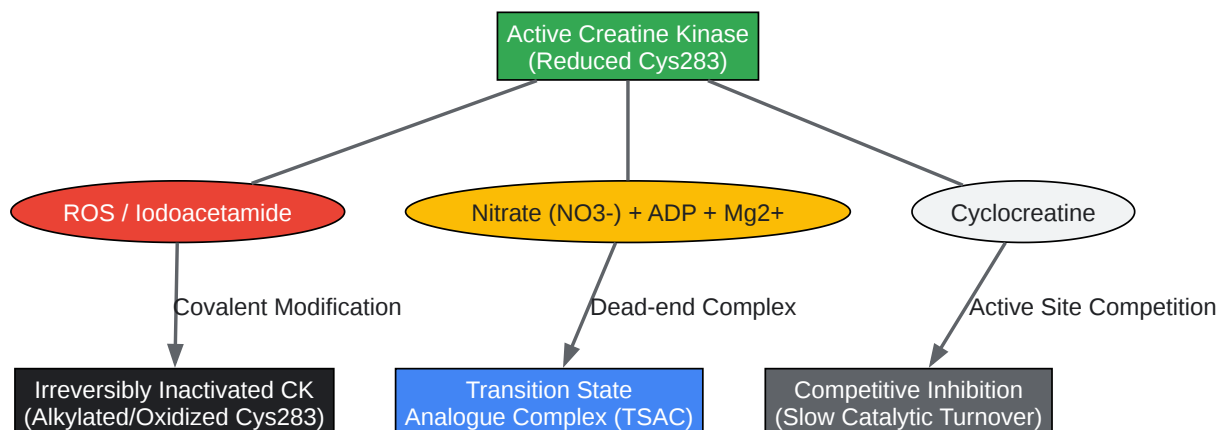 Active Creatine Kinase
(Reduced Cys283)
ROS / Iodoacetamide
Nitrate (NO3-) + ADP + Mg2+
Cyclocreatine
Covalent Modification
Dead-end Complex
Active Site Competition
Irreversibly Inactivated CK
(Alkylated/Oxidized Cys283)
Transition State
Analogue Complex (TSAC)
Competitive Inhibition
(Slow Catalytic Turnover)